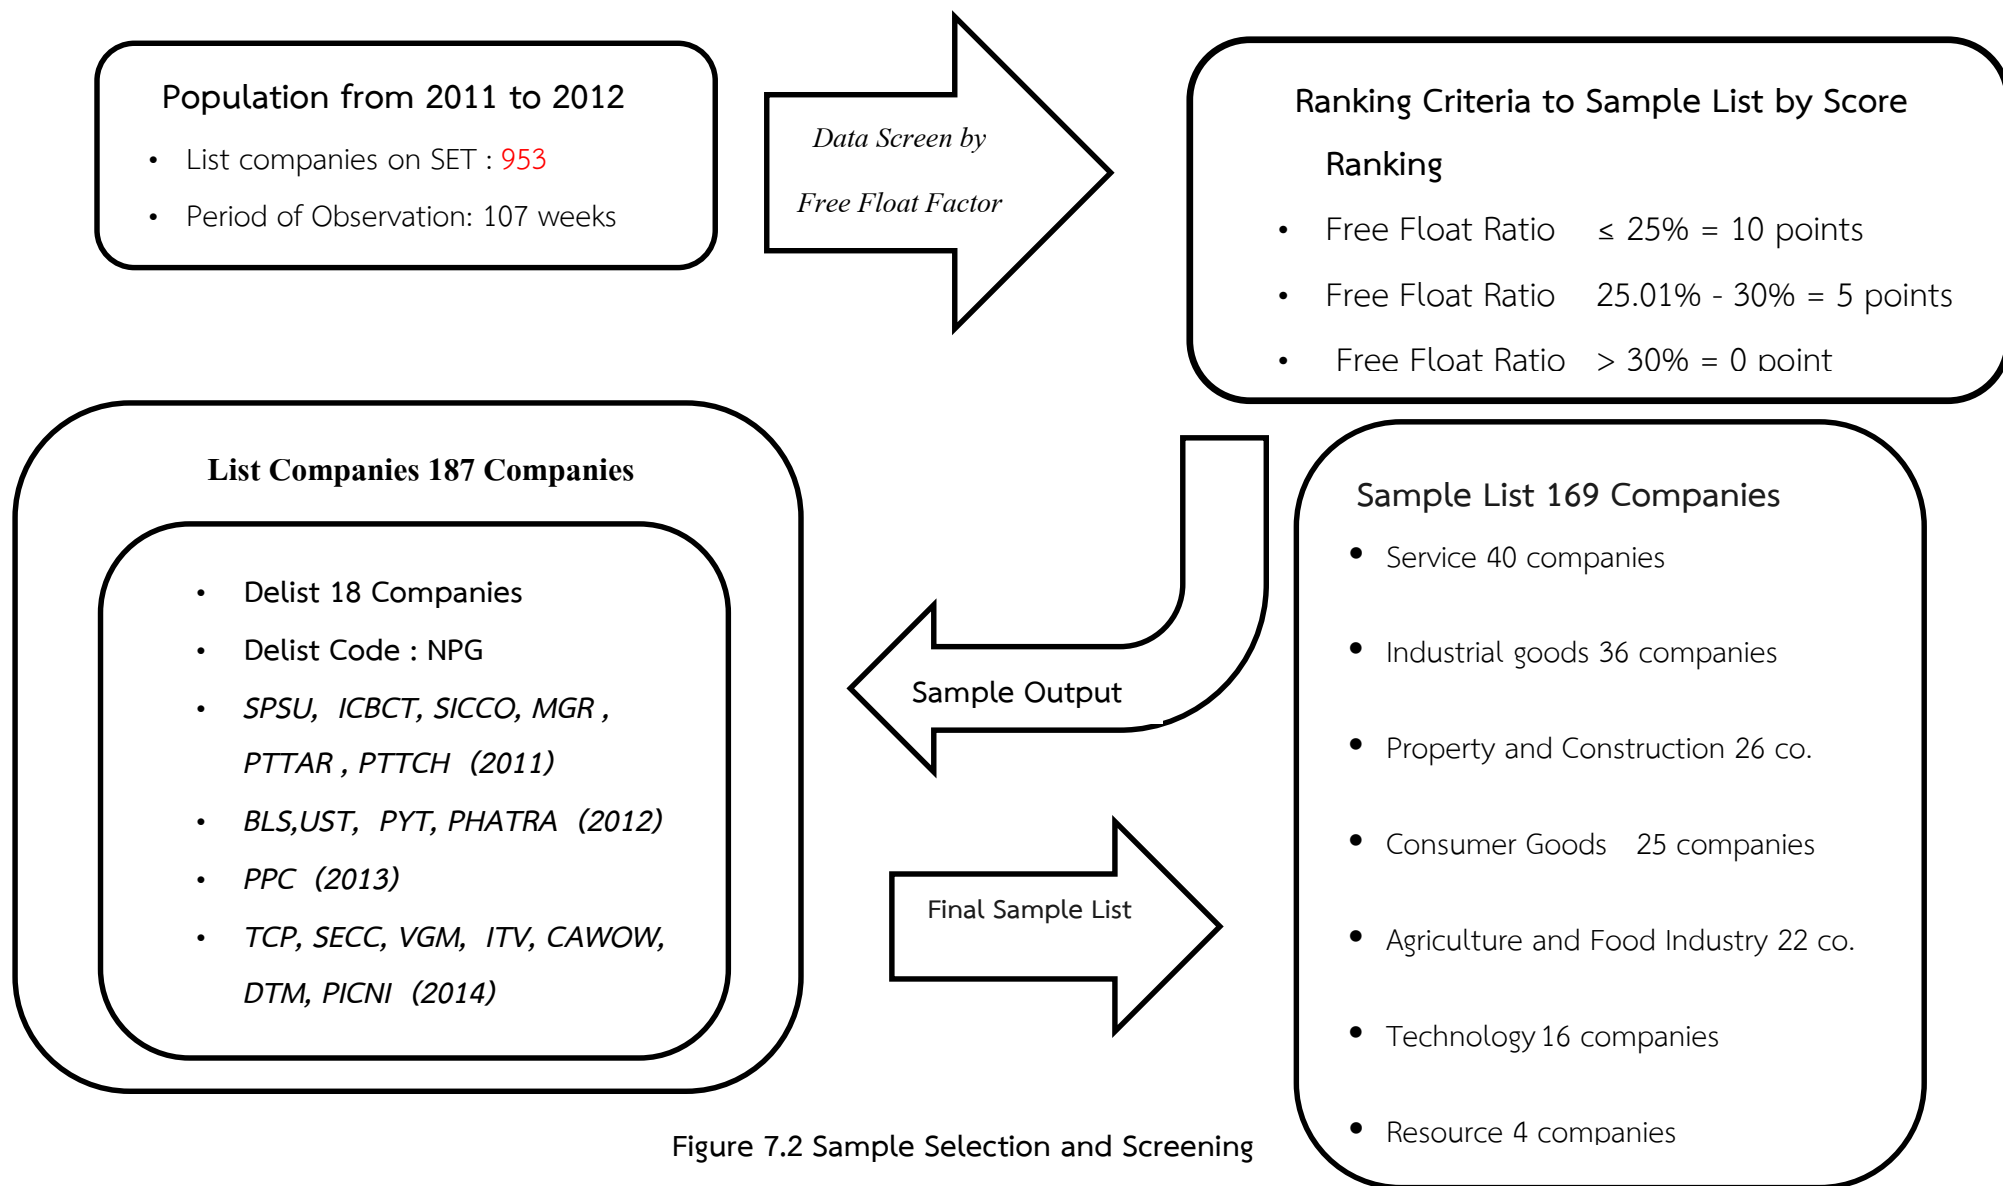 Population from 2011 to 2012
• List companies on SET : 953
• Period of Observation: 107 weeks
Data Screen by
Free Float Factor
Ranking Criteria to Sample List by Score
Ranking
• Free Float Ratio ≤ 25% = 10 points
• Free Float Ratio 25.01% - 30% = 5 points
• Free Float Ratio > 30% = 0 point
List Companies 187 Companies
• Delist 18 Companies
• Delist Code : NPG
• SPSU, ICBCT, SICCO, MGR ,
PTTAR , PTTCH (2011)
• BLS,UST, PYT, PHATRA (2012)
• PPC (2013)
• TCP, SECC, VGM, ITV, CAWOW,
DTM, PICNI (2014)
Sample Output
Final Sample List
Sample List 169 Companies
• Service 40 companies
• Industrial goods 36 companies
• Property and Construction 26 co.
• Consumer Goods 25 companies
• Agriculture and Food Industry 22 co.
• Technology 16 companies
• Resource 4 companies
Figure 7.2 Sample Selection and Screening